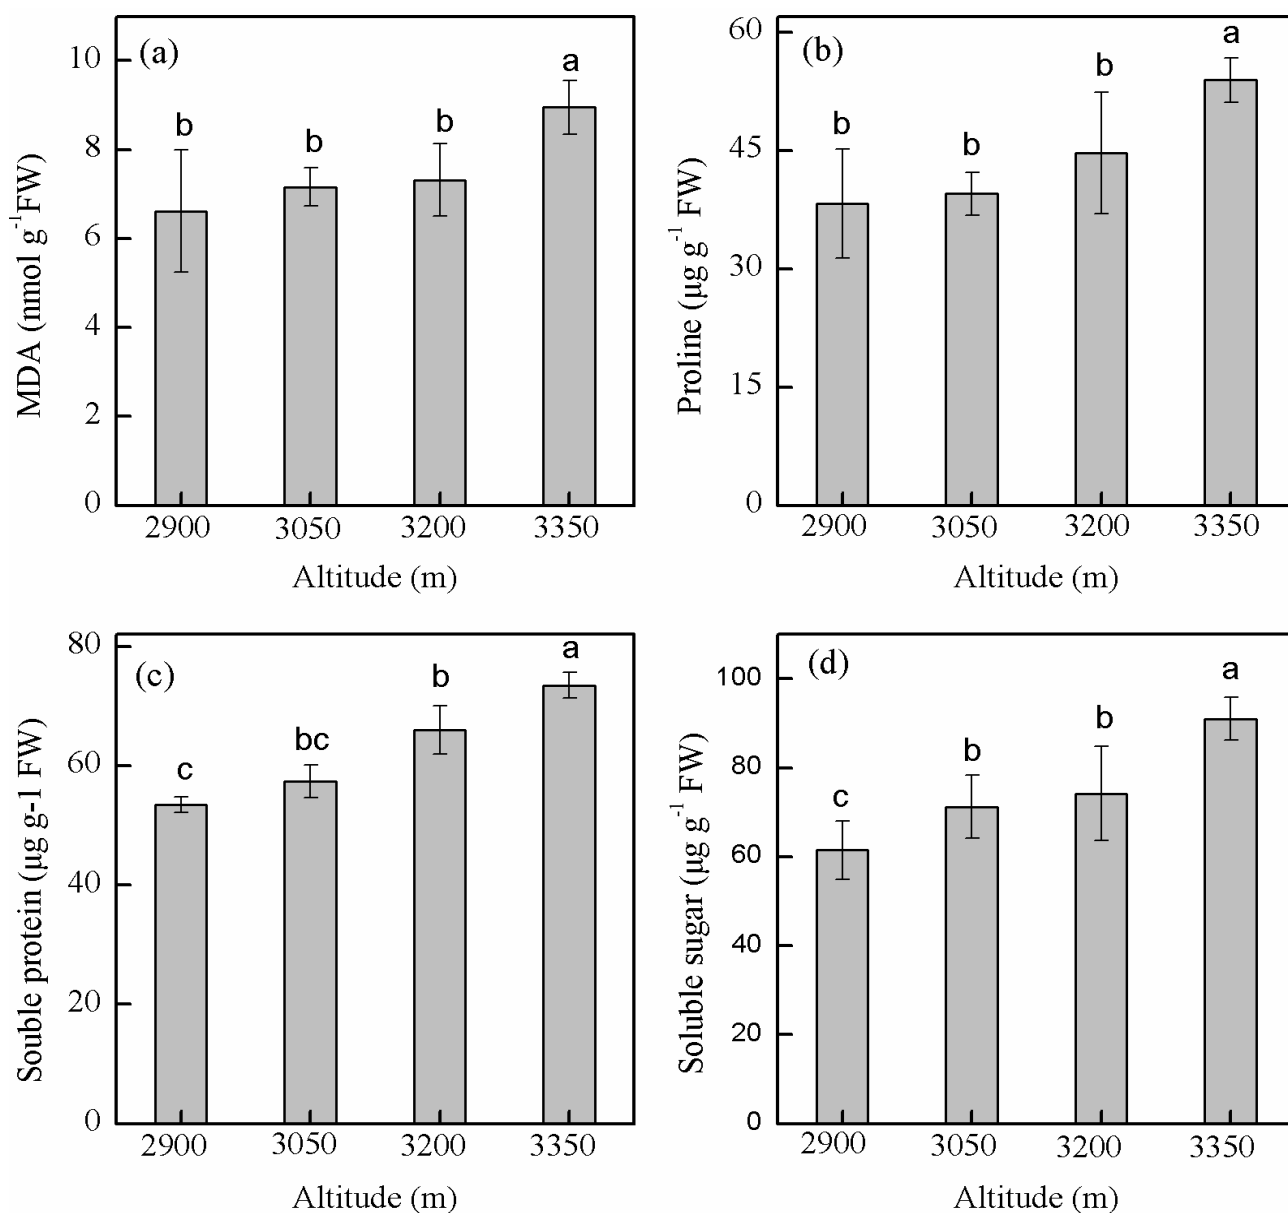 (a)
MDA (nmol g⁻¹FW)
10
8
6
4
2
0
b
b
b
a
2900
3050
3200
3350
Altitude (m)
(b)
Proline (µg g⁻¹ FW)
60
45
30
15
0
b
b
b
a
2900
3050
3200
3350
Altitude (m)
(c)
Souble protein (µg g-1 FW)
80
60
40
20
0
c
bc
b
a
2900
3050
3200
3350
Altitude (m)
(d)
Soluble sugar (µg g⁻¹ FW)
100
80
60
40
20
0
c
b
b
a
2900
3050
3200
3350
Altitude (m)